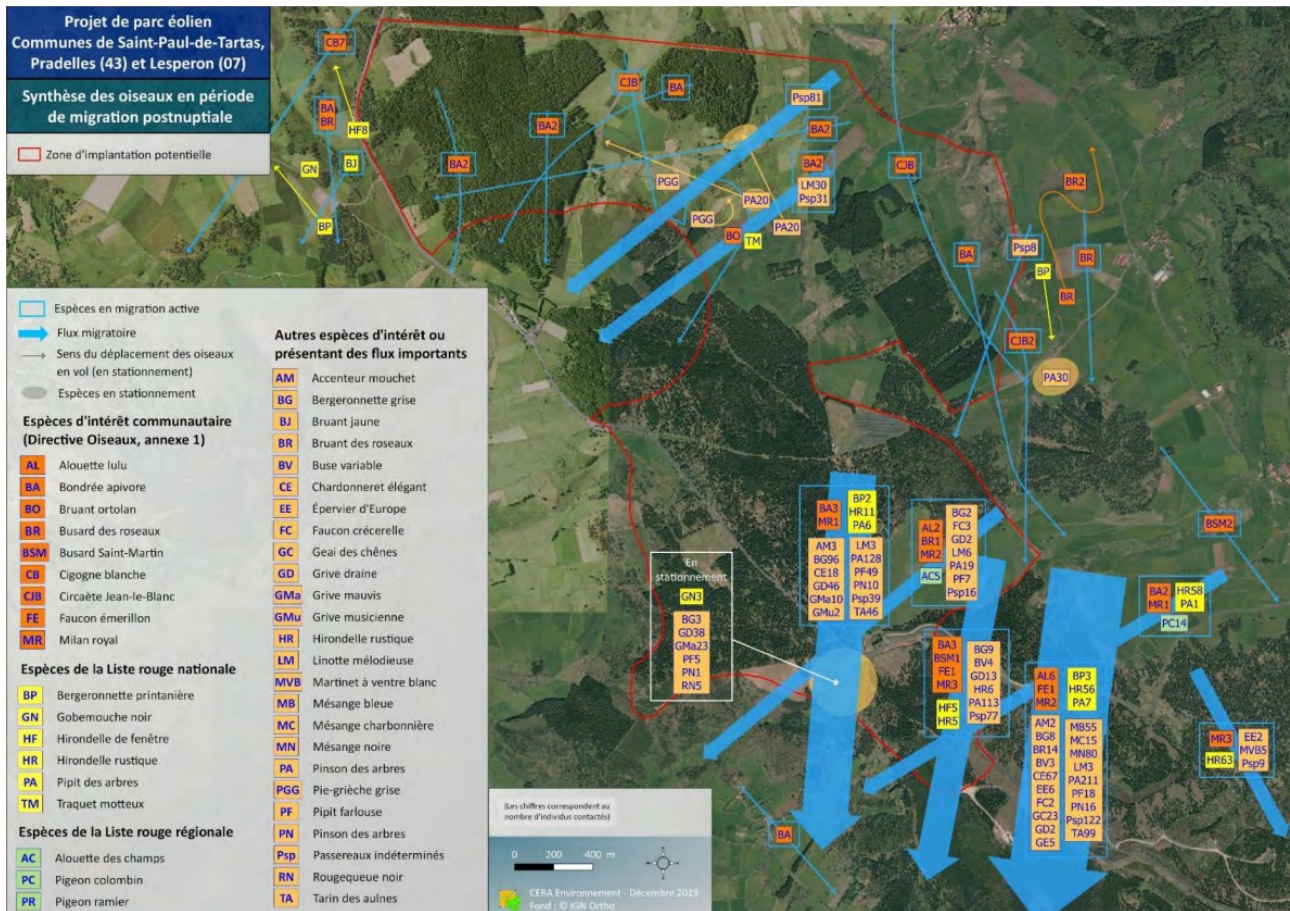 Projet de parc éolien
Communes de Saint-Paul-de-Tartas,
Pradelles (43) et Lesperon (07)
Synthèse des oiseaux en période
de migration postnuptiale
Zone d'implantation potentielle
CB7
BA
BR
HF8
BJ
GN
BP
BA2
BA2
CJB
BA
Psp81
BA2
BA2
LM30
Psp31
PGG
PA20
PGG
PA20
BO
TM
CJB
BR2
BA
Psp8
BR
BP
BR
CJB2
PA30
Espèces en migration active
Flux migratoire
Sens du déplacement des oiseaux
en vol (en stationnement)
Espèces en stationnement
Espèces d'intérêt communautaire
(Directive Oiseaux, annexe 1)
AL Alouette lulu
BA Bondrée apivore
BO Bruant ortolan
BR Busard des roseaux
BSM Busard Saint-Martin
CB Cigogne blanche
CJB Circaète Jean-le-Blanc
FE Faucon émerillon
MR Milan royal
Espèces de la Liste rouge nationale
BP Bergeronnette printanière
GN Gobemouche noir
HF Hirondelle de fenêtre
HR Hirondelle rustique
PA Pipit des arbres
TM Traquet motteux
Espèces de la Liste rouge régionale
AC Alouette des champs
PC Pigeon colombin
PR Pigeon ramier
Autres espèces d'intérêt ou
présentant des flux importants
AM Accenteur mouchet
BG Bergeronette grise
BJ Bruant jaune
BR Bruant des roseaux
BV Buse variable
CE Chardonneret élégant
EE Épervier d'Europe
FC Faucon crécerelle
GC Geai des chênes
GD Grive draine
GMa Grive mauvis
GMu Grive musicienne
HR Hirondelle rustique
LM Linotte mélodieuse
MVB Martinet à ventre blanc
MB Mésange bleue
MC Mésange charbonnière
MN Mésange noire
PA Pinson des arbres
PGG Pie-grièche grise
PF Pipit farlouse
PN Pinson des arbres
Psp Passereaux indéterminés
RN Rougequeue noir
TA Tarin des aulnes
En
stationnement
GN3
BG3
GD38
GMa23
PF5
PN1
RN5
BA3
MR1
BP2
HR11
PA6
AM3
BG96
CE18
GD46
GMa10
GMu2
LM3
PA128
PF49
PN10
Psp39
TA46
AL2
BR1
MR2
AC5
BG2
FC3
GD2
LM6
PA19
PF7
Psp16
BSM2
BA2
MR1
HR58
PA1
PC14
BA3
BSM1
FE1
MR3
HF5
HR5
BG9
BV4
GD13
HR6
PA113
Psp77
AL6
FE1
MR2
BP3
HR56
PA7
AM2
BG8
BR14
BV3
CE67
EE6
FC2
GC23
GD2
GE5
MB55
MC15
MN80
LM3
PA211
PF18
PN16
Psp122
TA99
MR3
HR63
EE2
MVB5
Psp9
BA
(Les chiffres correspondent au
nombre d'individus contactés)
0 200 400 m
CERA Environnement - Décembre 2019
Fond : © IGN Ortho